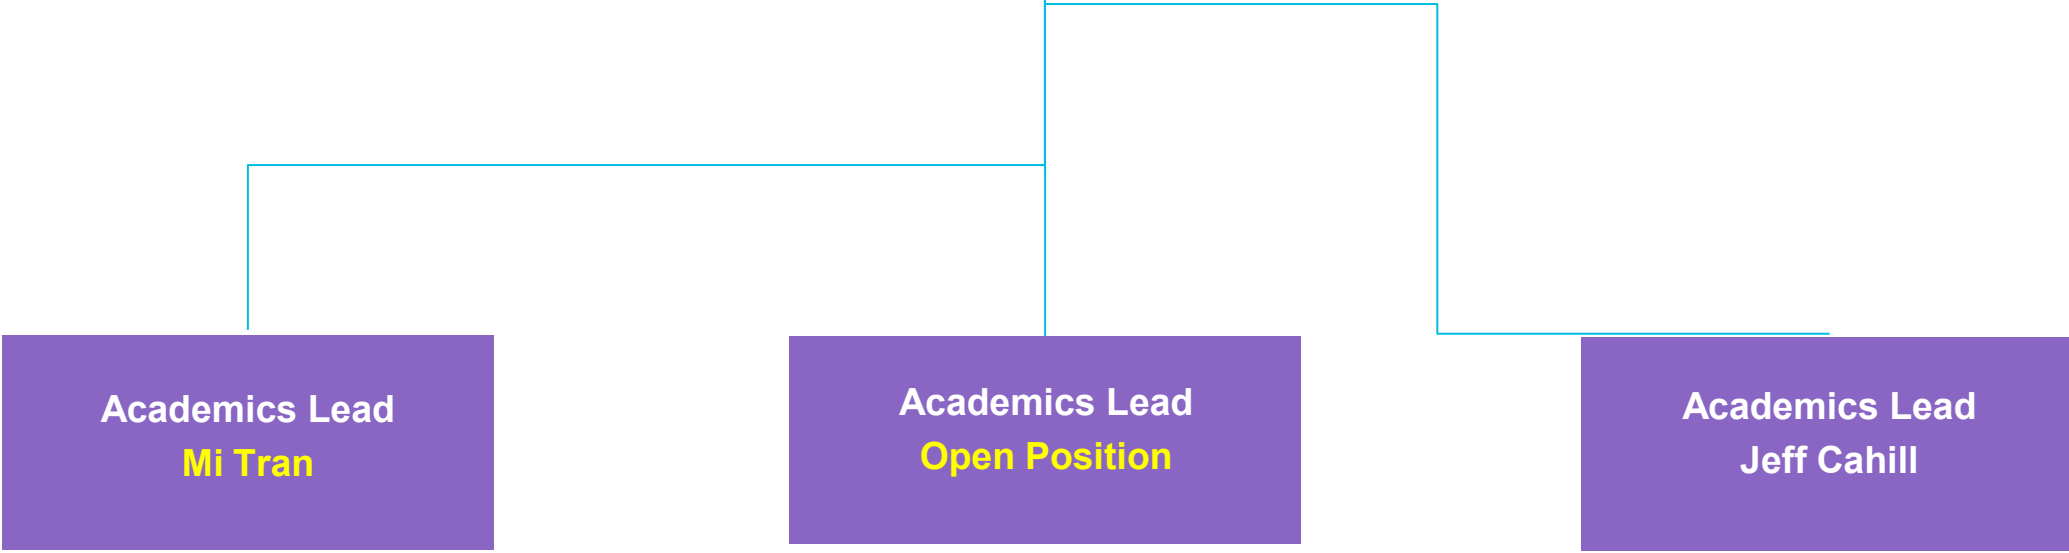 Academics Lead
Mi Tran
Academics Lead
Open Position
Academics Lead
Jeff Cahill